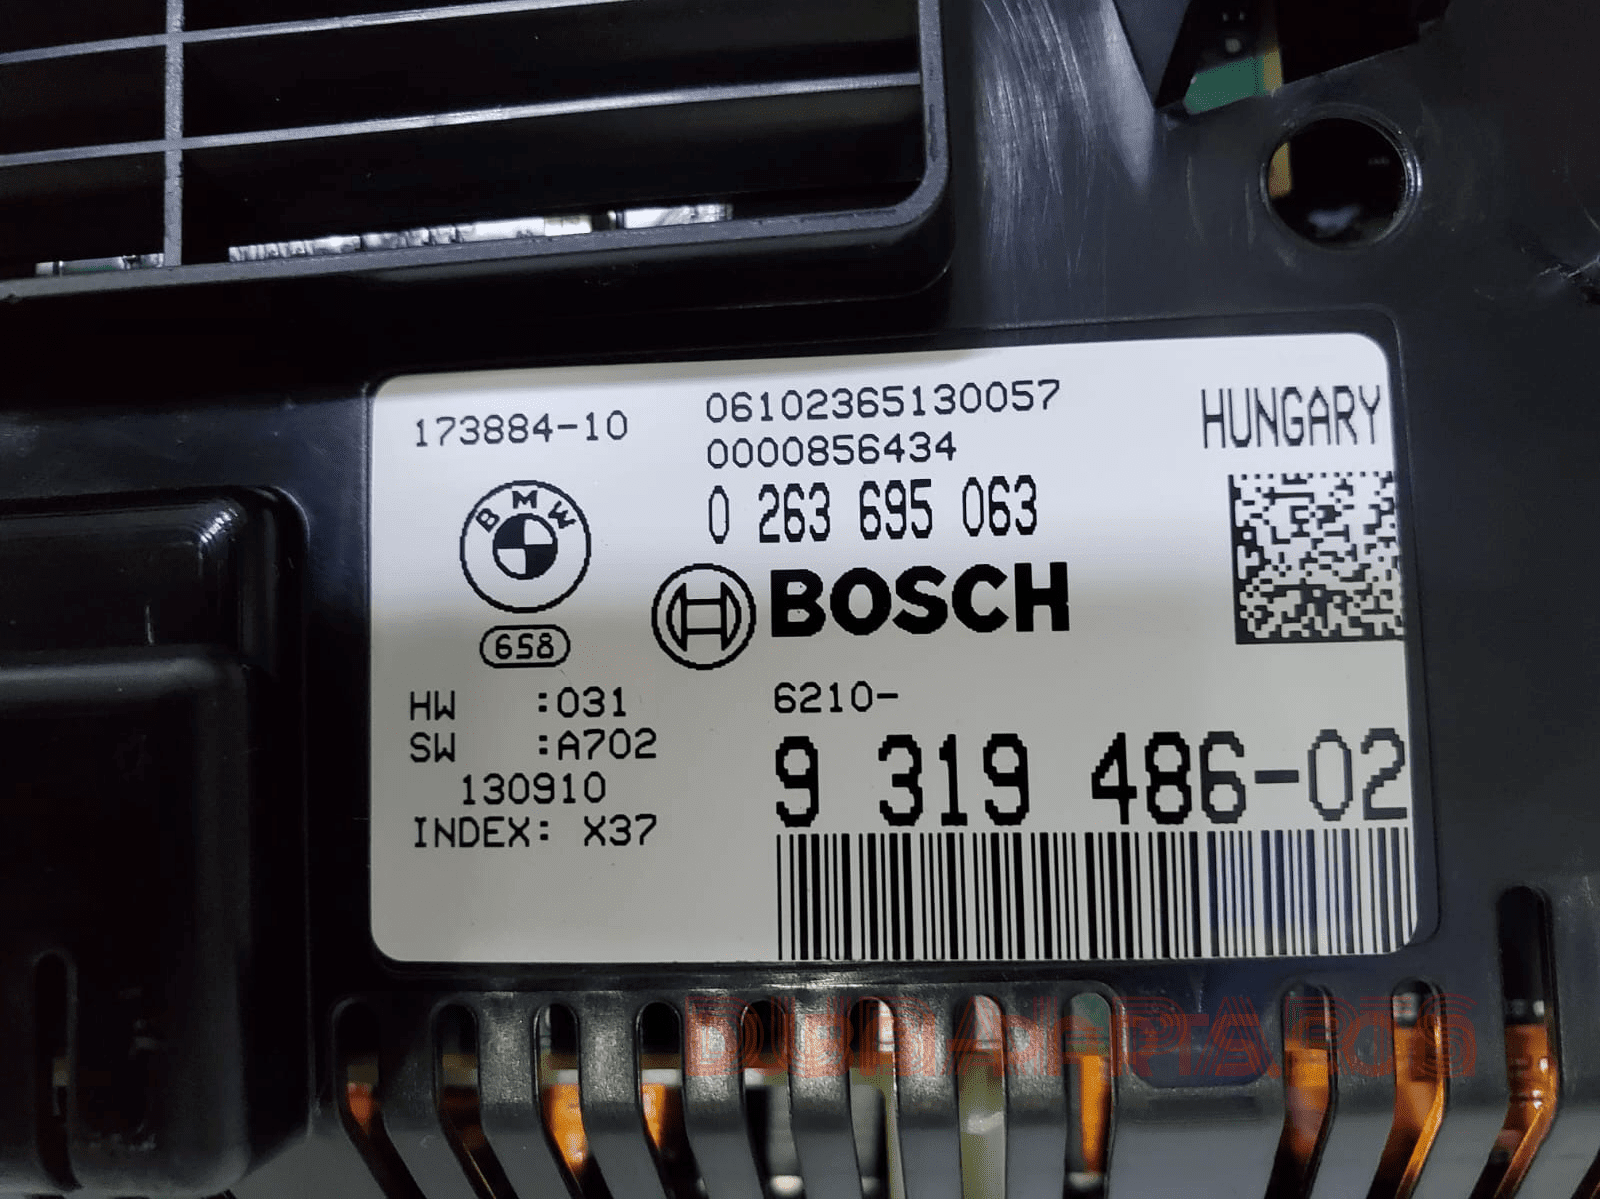 173884-10
06102365130057
0000856434
HUNGARY
0 263 695 063
BMW
BOSCH
658
HW :031
SW :A702
130910
INDEX: X37
6210-
9 319 486-02